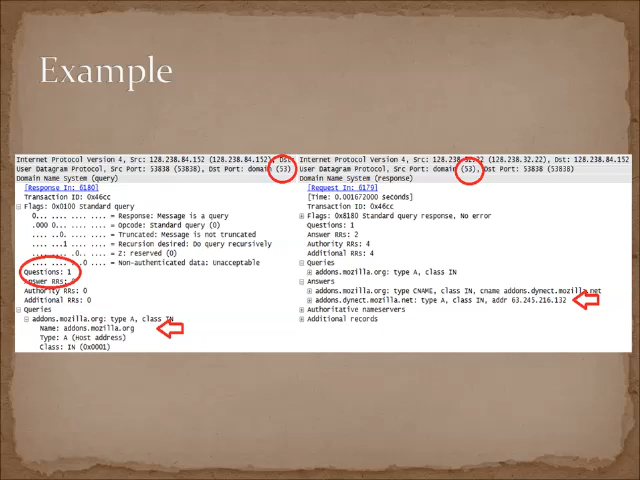 Example
Internet Protocol Version 4, Src: 128.238.84.152 (128.238.84.152), Dst:
User Datagram Protocol, Src Port: 53838 (53838), Dst Port: domain (53)
Domain Name System (query)
[Response In: 6180]
Transaction ID: 0x46cc
Flags: 0x0100 Standard query
0... .... .... .... = Response: Message is a query
.000 0... .... .... = Opcode: Standard query (0)
.... ..0. .... .... = Truncated: Message is not truncated
.... ...1 .... .... = Recursion desired: Do query recursively
.... .... .0.. .... = Z: reserved (0)
.... .... ...0 .... = Non-authenticated data: Unacceptable
Questions: 1
Answer RRs:
Authority RRs: 0
Additional RRs: 0
Queries
addons.mozilla.org: type A, class IN
Name: addons.mozilla.org
Type: A (Host address)
Class: IN (0x0001)
Internet Protocol Version 4, Src: 128.238.32.22 (128.238.32.22), Dst: 128.238.84.152
User Datagram Protocol, Src Port: domain (53), Dst Port: 53838 (53838)
Domain Name System (response)
[Request In: 6179]
[Time: 0.001672000 seconds]
Transaction ID: 0x46cc
Flags: 0x8180 Standard query response, No error
Questions: 1
Answer RRs: 2
Authority RRs: 4
Additional RRs: 4
Queries
addons.mozilla.org: type A, class IN
Answers
addons.mozilla.org: type CNAME, class IN, cname addons.dynect.mozilla.net
addons.dynect.mozilla.net: type A, class IN, addr 63.245.216.132
Authoritative nameservers
Additional records